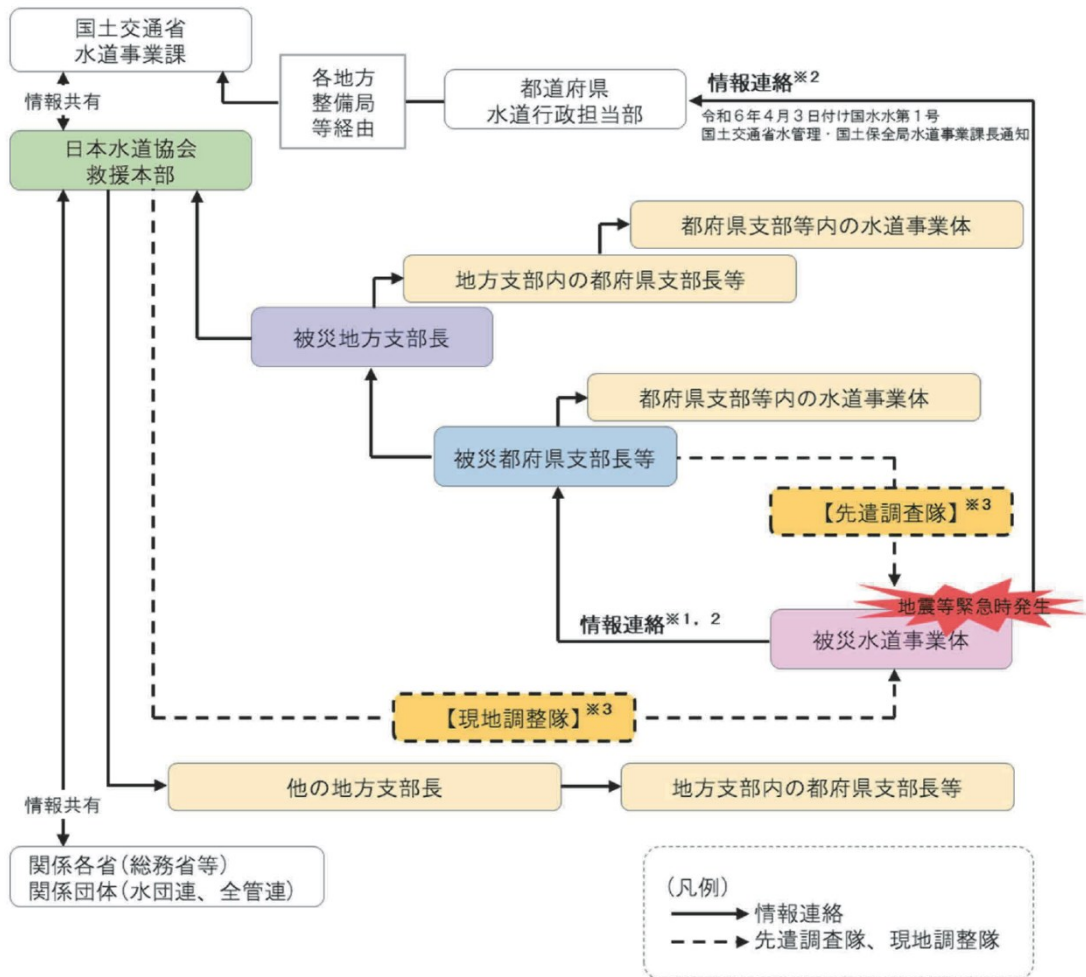 国土交通省
水道事業課
情報共有
各地方
整備局
等経由
都道府県
水道行政担当部
情報連絡※2
令和6年4月3日付け国水水第1号
国土交通省水管理・国土保全局水道事業課長通知
日本水道協会
救援本部
都府県支部等内の水道事業体
地方支部内の都府県支部長等
被災地方支部長
都府県支部等内の水道事業体
被災都府県支部長等
【先遣調査隊】※3
地震等緊急時発生
情報連絡※1，2
被災水道事業体
【現地調整隊】※3
他の地方支部長
地方支部内の都府県支部長等
情報共有
関係各省(総務省等)
関係団体(水団連、全管連)
(凡例)
情報連絡
先遣調査隊、現地調整隊